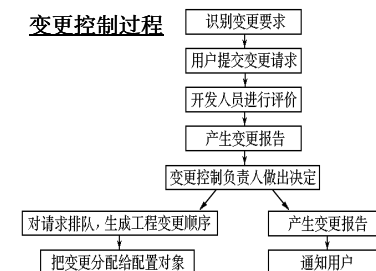 变更控制过程
识别变更要求
用户提交变更请求
开发人员进行评价
产生变更报告
变更控制负责人做出决定
对请求排队，生成工程变更顺序
产生变更报告
把变更分配给配置对象
通知用户